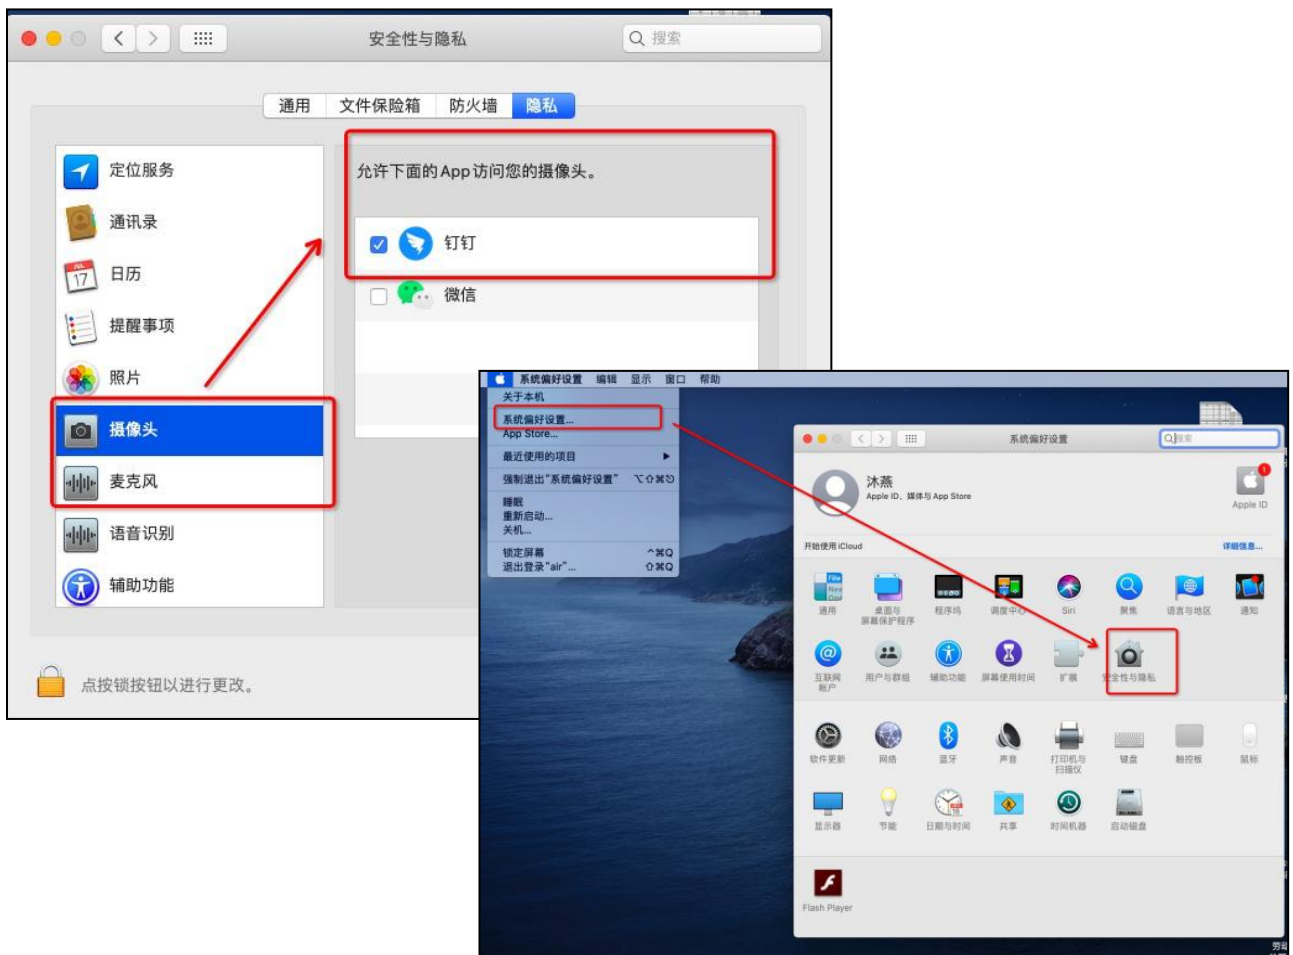 安全性与隐私
搜索
通用 文件保险箱 防火墙 隐私
定位服务
通讯录
日历
提醒事项
照片
摄像头
麦克风
语音识别
辅助功能
允许下面的App访问您的摄像头。
钉钉
微信
点按锁按钮以进行更改。
系统偏好设置 编辑 显示 窗口 帮助
关于本机
系统偏好设置...
App Store...
最近使用的项目
强制退出“系统偏好设置” ⌥⇧⌘⎋
睡眠
重新启动...
关机...
锁定屏幕 ^⌘Q
退出登录“air”... ⇧⌘Q
系统偏好设置
搜索
沐燕
Apple ID、媒体与 App Store
1
Apple ID
开始使用 iCloud
详细信息...
通用 桌面与 程序坞 调度中心 Siri 聚焦 语言与地区 通知
屏幕保护程序
互联网 用户与群组 辅助功能 屏幕使用时间 扩展 安全性与隐私
帐户
软件更新 网络 蓝牙 声音 打印机与 键盘 触控板 鼠标
扫描仪
显示器 节能 日期与时间 共享 时间机器 启动磁盘
Flash Player